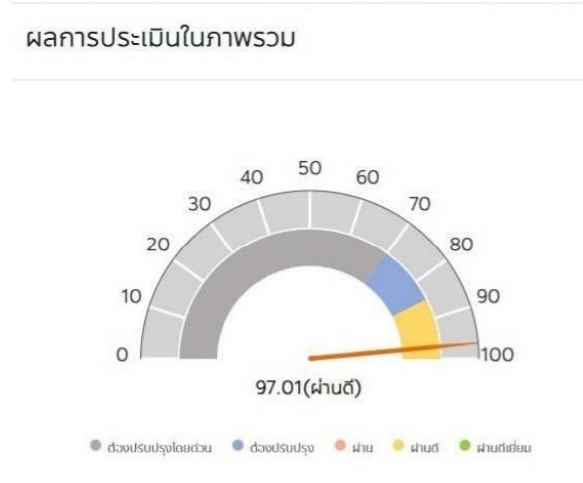 ผลการประเมินในภาพรวม
50
40 60
30 70
20 80
10 90
0 100
97.01(ผ่านดี)
ต้องปรับปรุงโดยด่วน ต้องปรับปรุง ผ่าน ผ่านดี ผ่านดีเยี่ยม